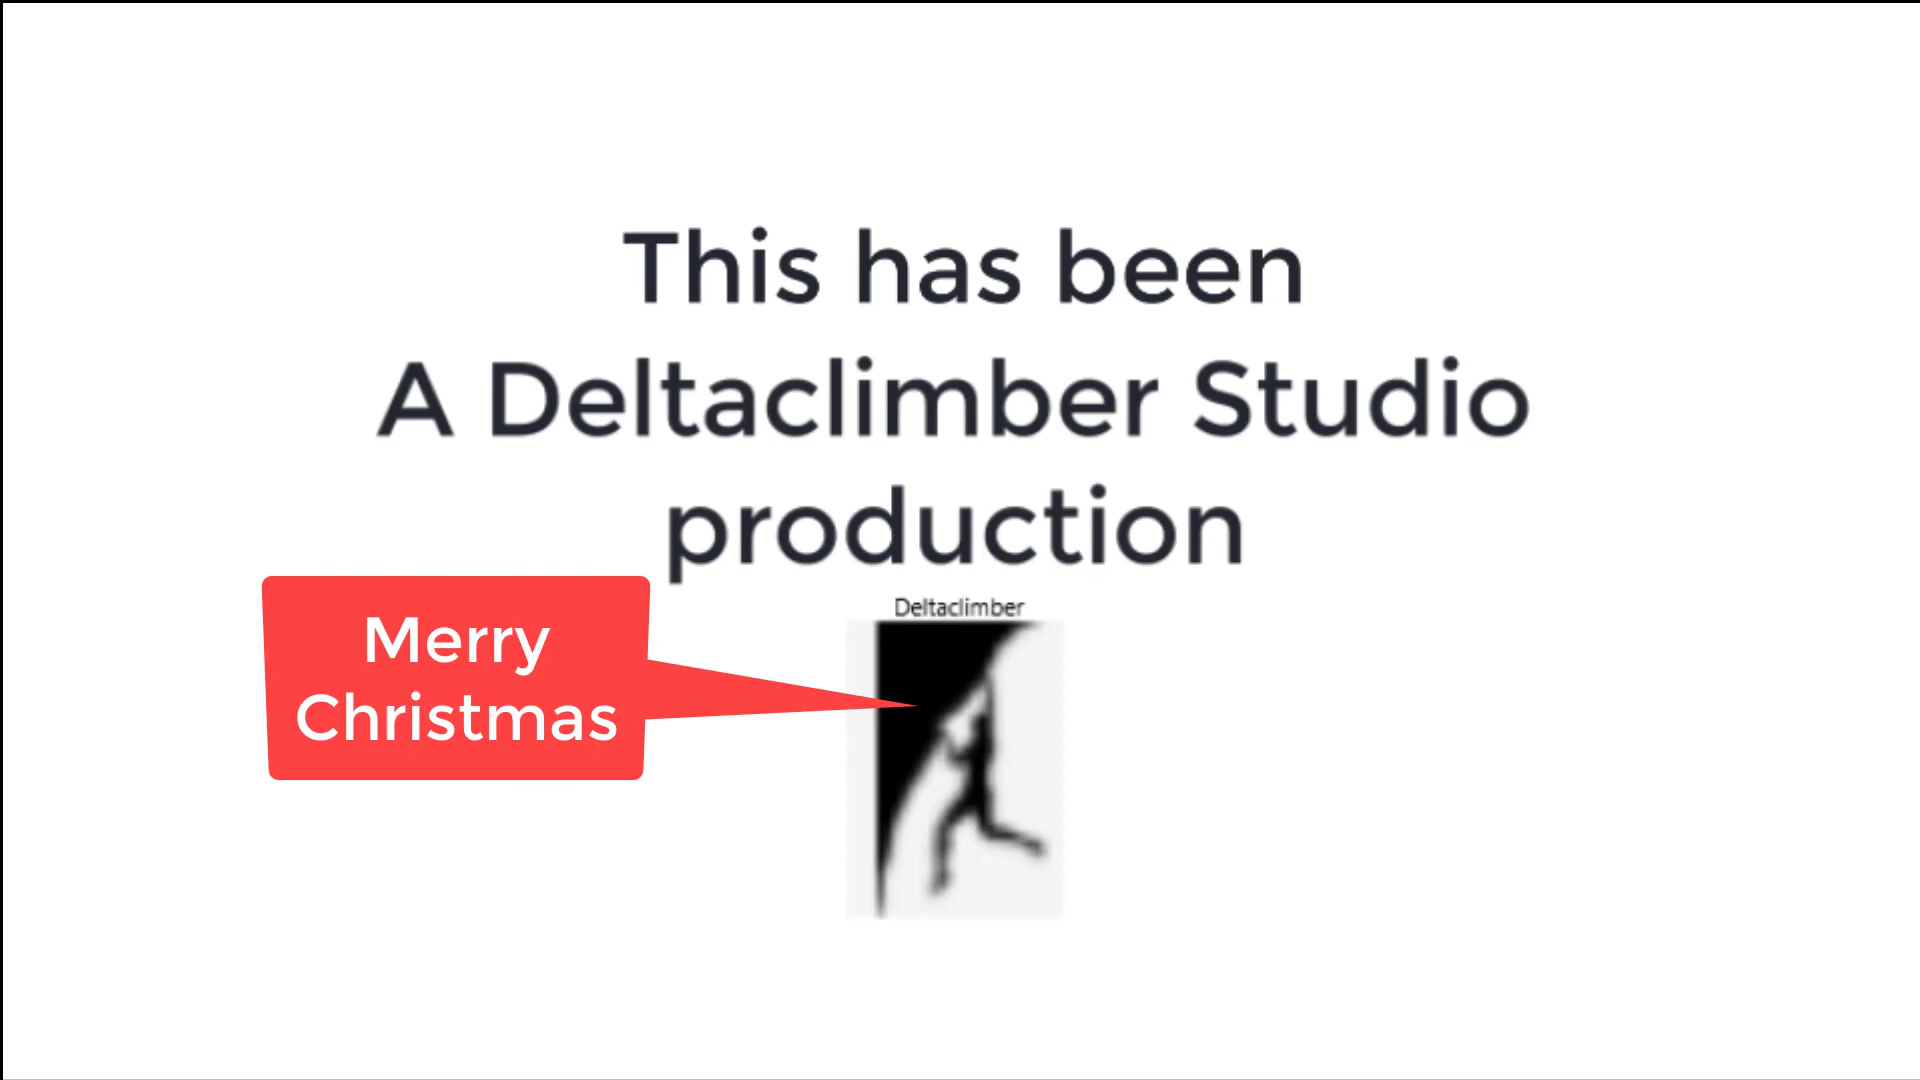 This has been
A Deltaclimber Studio
production
Merry
Christmas
Deltaclimber